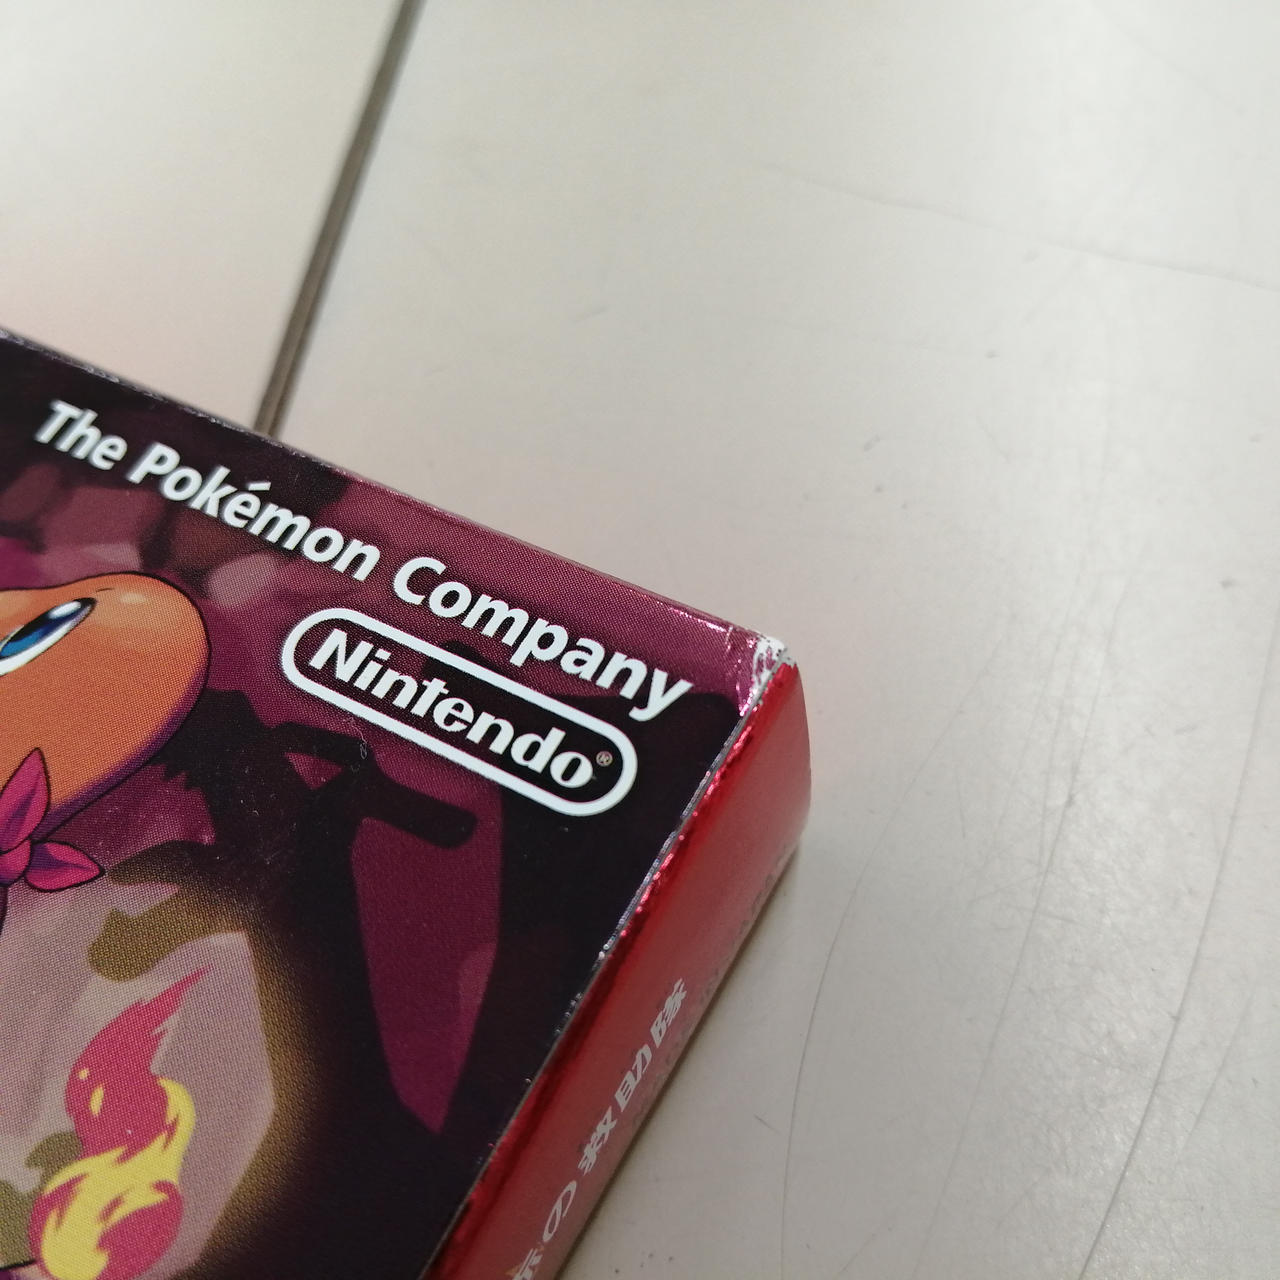 The Pokémon Company
Nintendo®
の救助隊